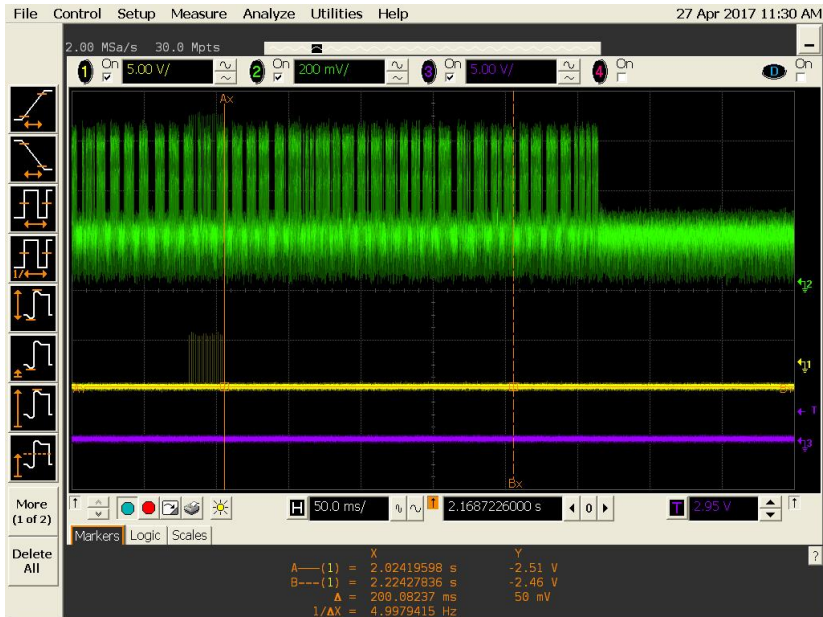 File Control Setup Measure Analyze Utilities Help 27 Apr 2017 11:30 AM
2.00 MSa/s 30.0 Mpts
1 On 5.00 V/ 2 On 200 mV/ 3 On 5.00 V/ 4 On D On
Ax
2
1
T
3
Bx
More
(1 of 2)
Delete
All
H 50.0 ms/ 2.1687226000 s 0 T 2.95 V
Markers Logic Scales
?
X Y
A———(1) = 2.02419598 s -2.51 V
B---(1) = 2.22427836 s -2.46 V
Δ = 200.08237 ms 50 mV
1/ΔX = 4.9979415 Hz